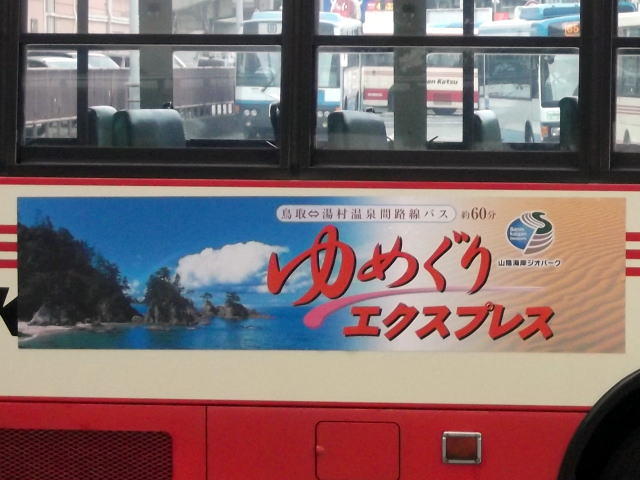 鳥取⇔湯村温泉間路線バス 約60分
ゆめぐり
エクスプレス
山陰海岸ジオパーク